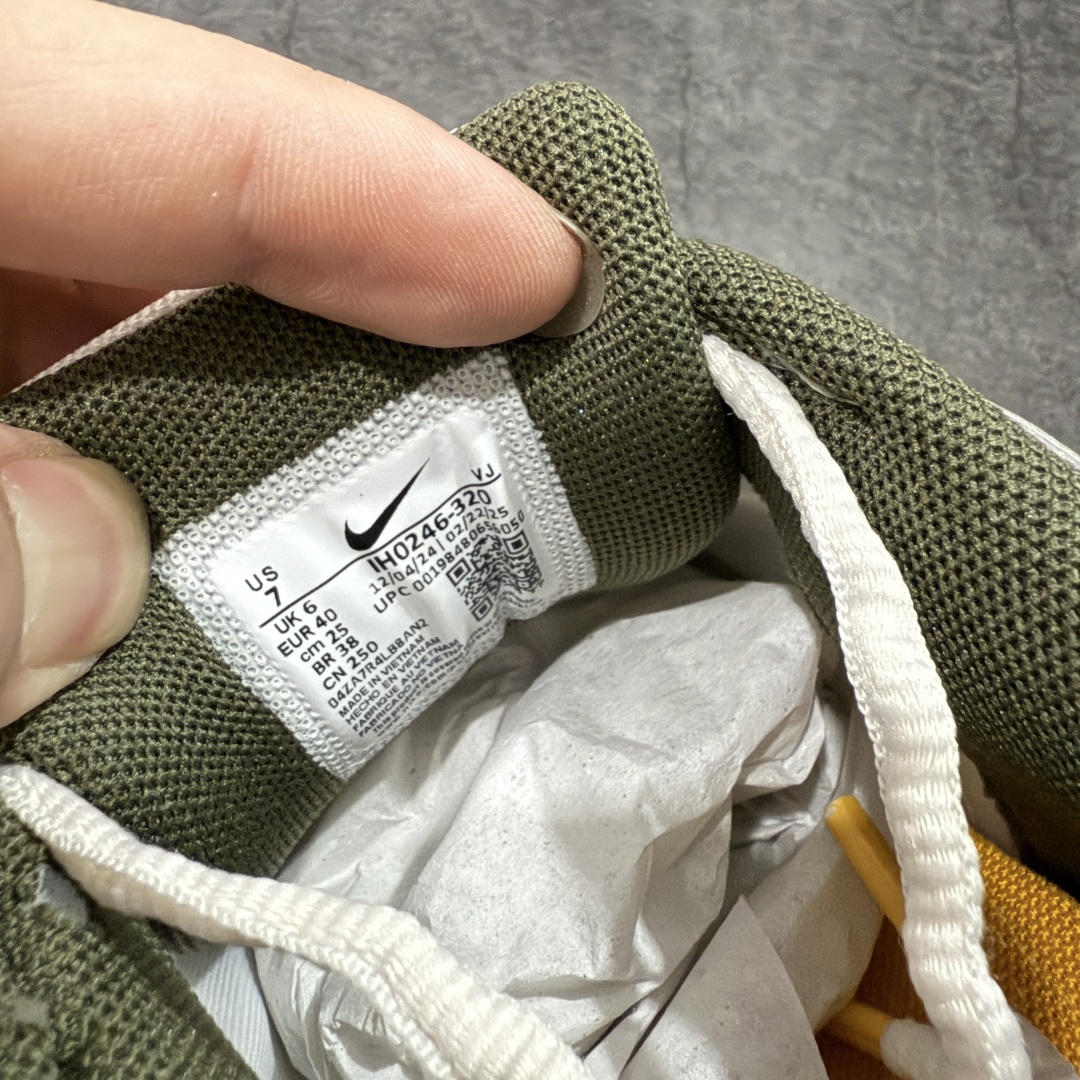 VJ
IH0246-320
12/04/24 | 02/22/25
UPC 00198480656050
US
7
UK 6
EUR 40
cm 25
BR 38
CN 250
04ZA7R4LB8AN2
MADE IN VIETNAM
HECHO EN VIETNAM
FABRIQUÉ AU VIETNAM